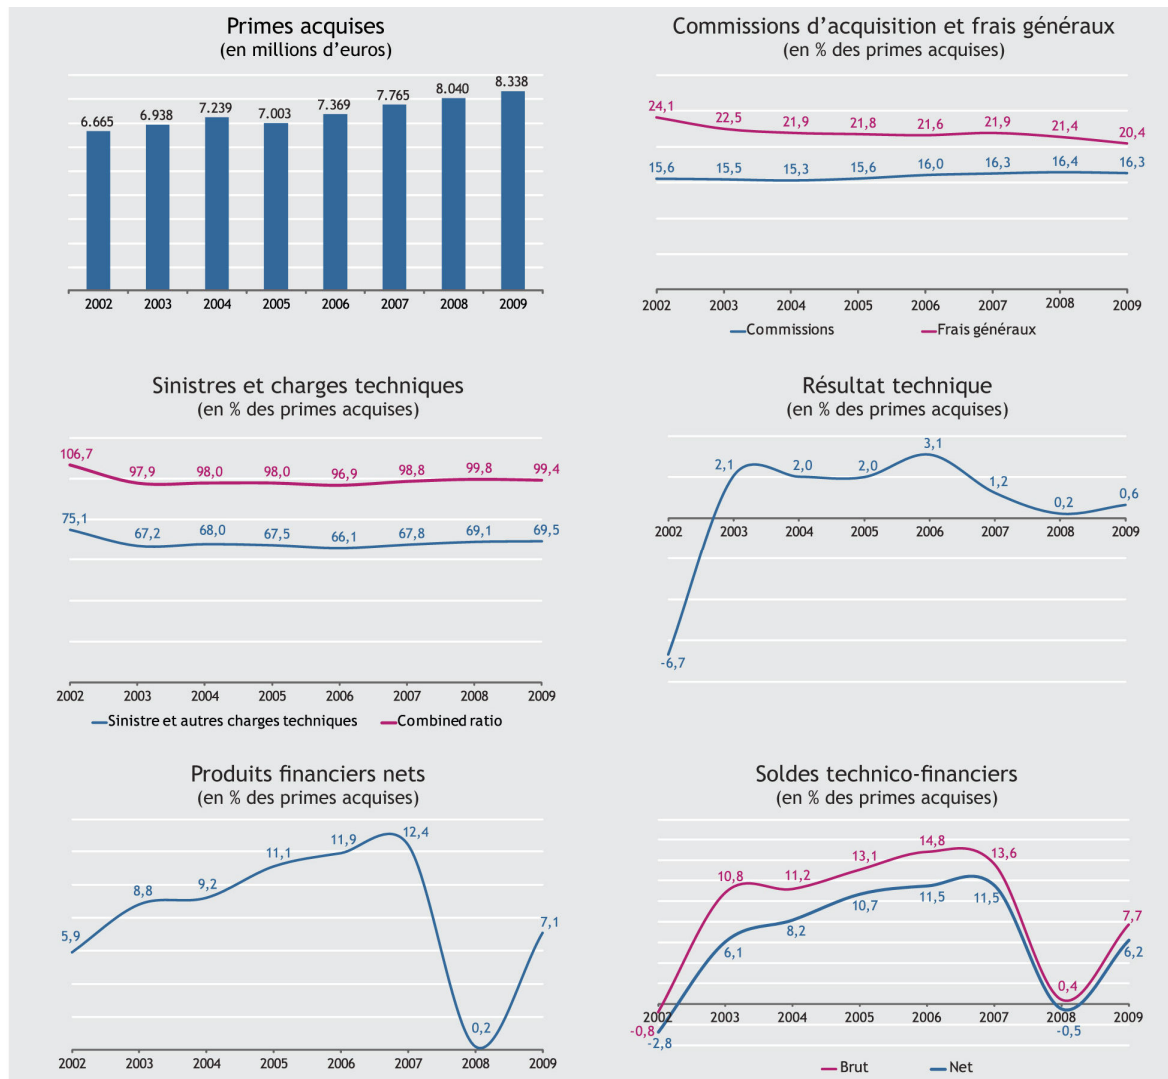 Primes acquises
(en millions d'euros)
6.665 6.938 7.239 7.003 7.369 7.765 8.040 8.338
2002 2003 2004 2005 2006 2007 2008 2009
Commissions d'acquisition et frais généraux
(en % des primes acquises)
24,1 22,5 21,9 21,8 21,6 21,9 21,4 20,4
15,6 15,5 15,3 15,6 16,0 16,3 16,4 16,3
2002 2003 2004 2005 2006 2007 2008 2009
Commissions Frais généraux
Sinistres et charges techniques
(en % des primes acquises)
106,7 97,9 98,0 98,0 96,9 98,8 99,8 99,4
75,1 67,2 68,0 67,5 66,1 67,8 69,1 69,5
2002 2003 2004 2005 2006 2007 2008 2009
Sinistre et autres charges techniques Combined ratio
Résultat technique
(en % des primes acquises)
-6,7 2,1 2,0 2,0 3,1 1,2 0,2 0,6
2002 2003 2004 2005 2006 2007 2008 2009
Produits financiers nets
(en % des primes acquises)
5,9 8,8 9,2 11,1 11,9 12,4 0,2 7,1
2002 2003 2004 2005 2006 2007 2008 2009
Soldes technico-financiers
(en % des primes acquises)
-0,8 10,8 11,2 13,1 14,8 13,6 0,4 7,7
-2,8 6,1 8,2 10,7 11,5 11,5 -0,5 6,2
2002 2003 2004 2005 2006 2007 2008 2009
Brut Net